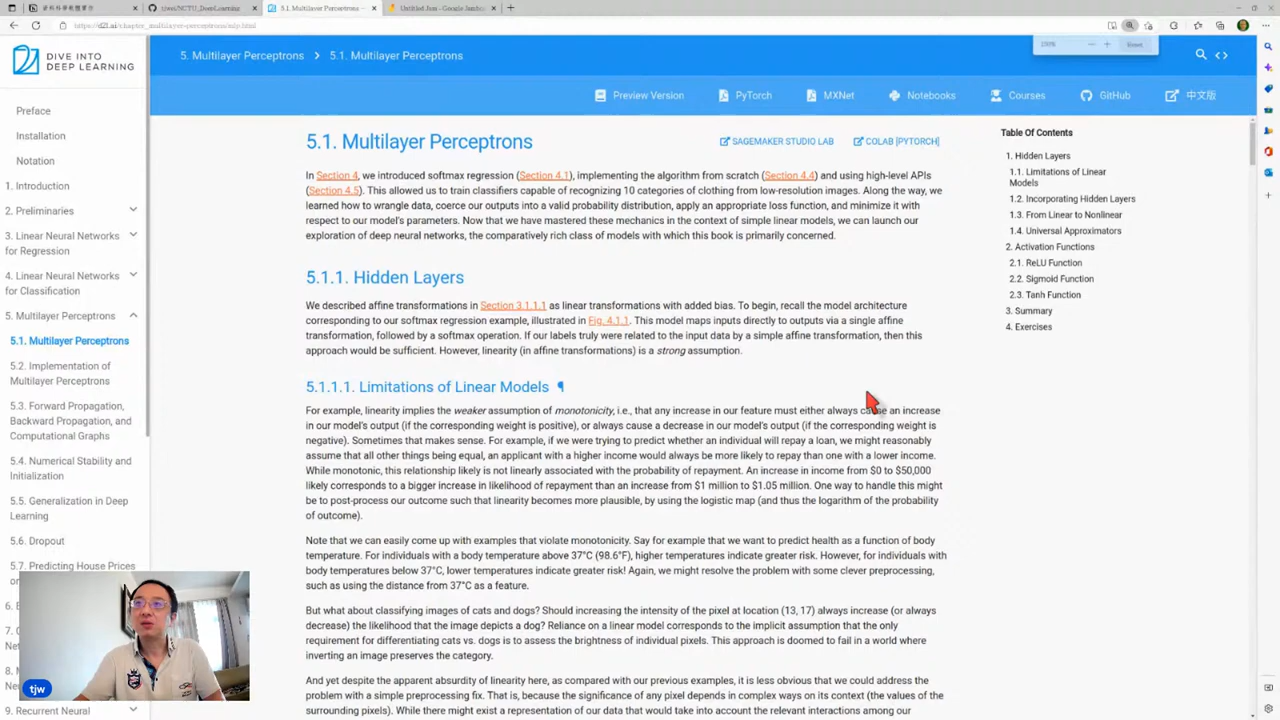 tjwei/NCTU_DeepLearning
5.1. Multilayer Perceptrons —
Untitled Jam - Google Jamboard
https://d2l.ai/chapter_multilayer-perceptrons/mlp.html
100%
Reset
DIVE INTO
DEEP LEARNING
5. Multilayer Perceptrons
5.1. Multilayer Perceptrons
Preview Version
PyTorch
MXNet
Notebooks
Courses
GitHub
中文版
Preface
Installation
Notation
1. Introduction
2. Preliminaries
3. Linear Neural Networks
for Regression
4. Linear Neural Networks
for Classification
5. Multilayer Perceptrons
5.1. Multilayer Perceptrons
5.2. Implementation of
Multilayer Perceptrons
5.3. Forward Propagation,
Backward Propagation, and
Computational Graphs
5.4. Numerical Stability and
Initialization
5.5. Generalization in Deep
Learning
5.6. Dropout
5.7. Predicting House Prices
9. Recurrent Neural
tjw
5.1. Multilayer Perceptrons
SAGEMAKER STUDIO LAB
COLAB [PYTORCH]
In Section 4, we introduced softmax regression (Section 4.1), implementing the algorithm from scratch (Section 4.4) and using high-level APIs
(Section 4.5). This allowed us to train classifiers capable of recognizing 10 categories of clothing from low-resolution images. Along the way, we
learned how to wrangle data, coerce our outputs into a valid probability distribution, apply an appropriate loss function, and minimize it with
respect to our model's parameters. Now that we have mastered these mechanics in the context of simple linear models, we can launch our
exploration of deep neural networks, the comparatively rich class of models with which this book is primarily concerned.
5.1.1. Hidden Layers
We described affine transformations in Section 3.1.1.1 as linear transformations with added bias. To begin, recall the model architecture
corresponding to our softmax regression example, illustrated in Fig. 4.1.1. This model maps inputs directly to outputs via a single affine
transformation, followed by a softmax operation. If our labels truly were related to the input data by a simple affine transformation, then this
approach would be sufficient. However, linearity (in affine transformations) is a strong assumption.
5.1.1.1. Limitations of Linear Models ¶
For example, linearity implies the weaker assumption of monotonicity, i.e., that any increase in our feature must either always cause an increase
in our model's output (if the corresponding weight is positive), or always cause a decrease in our model's output (if the corresponding weight is
negative). Sometimes that makes sense. For example, if we were trying to predict whether an individual will repay a loan, we might reasonably
assume that all other things being equal, an applicant with a higher income would always be more likely to repay than one with a lower income.
While monotonic, this relationship likely is not linearly associated with the probability of repayment. An increase in income from $0 to $50,000
likely corresponds to a bigger increase in likelihood of repayment than an increase from $1 million to $1.05 million. One way to handle this might
be to post-process our outcome such that linearity becomes more plausible, by using the logistic map (and thus the logarithm of the probability
of outcome).
Note that we can easily come up with examples that violate monotonicity. Say for example that we want to predict health as a function of body
temperature. For individuals with a body temperature above 37°C (98.6°F), higher temperatures indicate greater risk. However, for individuals with
body temperatures below 37°C, lower temperatures indicate greater risk! Again, we might resolve the problem with some clever preprocessing,
such as using the distance from 37°C as a feature.
But what about classifying images of cats and dogs? Should increasing the intensity of the pixel at location (13, 17) always increase (or always
decrease) the likelihood that the image depicts a dog? Reliance on a linear model corresponds to the implicit assumption that the only
requirement for differentiating cats vs. dogs is to assess the brightness of individual pixels. This approach is doomed to fail in a world where
inverting an image preserves the category.
And yet despite the apparent absurdity of linearity here, as compared with our previous examples, it is less obvious that we could address the
problem with a simple preprocessing fix. That is, because the significance of any pixel depends in complex ways on its context (the values of the
surrounding pixels). While there might exist a representation of our data that would take into account the relevant interactions among our
Table Of Contents
1. Hidden Layers
1.1. Limitations of Linear
Models
1.2. Incorporating Hidden Layers
1.3. From Linear to Nonlinear
1.4. Universal Approximators
2. Activation Functions
2.1. ReLU Function
2.2. Sigmoid Function
2.3. Tanh Function
3. Summary
4. Exercises